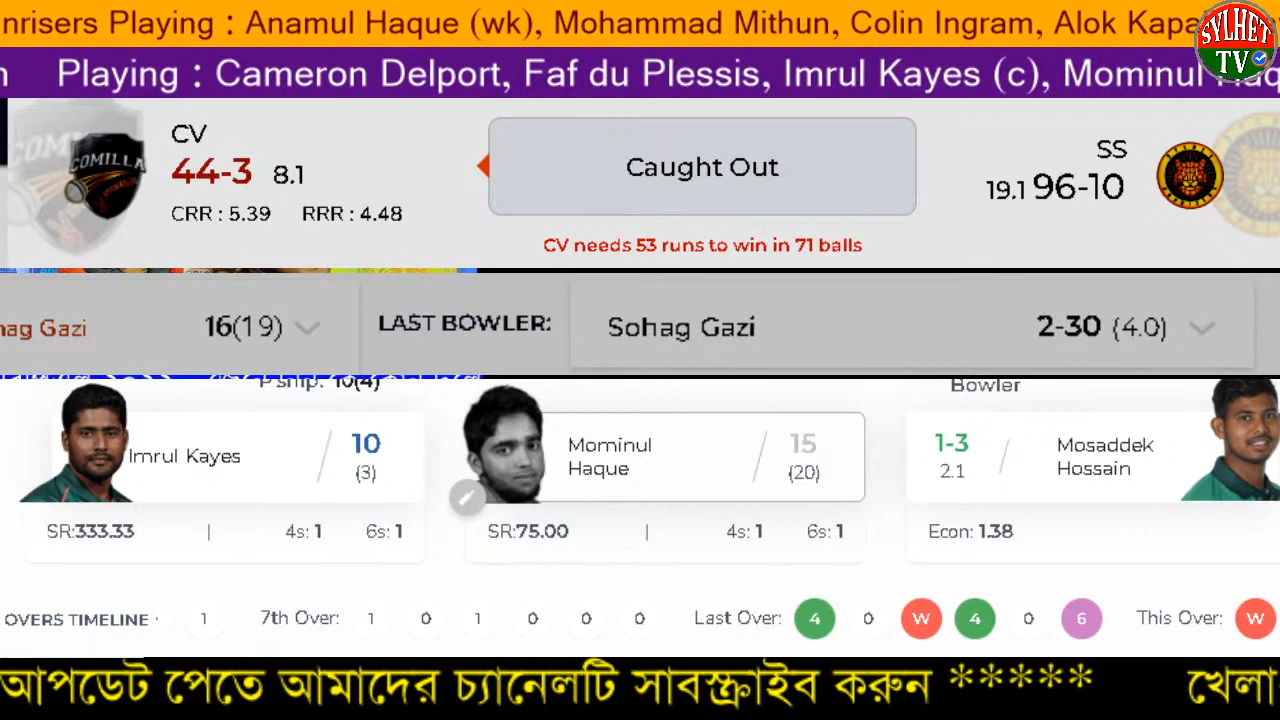 nrisers Playing : Anamul Haque (wk), Mohammad Mithun, Colin Ingram, Alok Kapa
SYLHET
TV
Playing : Cameron Delport, Faf du Plessis, Imrul Kayes (c), Mominul Haq
COMILLA
CV
44-3 8.1
CRR : 5.39 RRR : 4.48
Caught Out
CV needs 53 runs to win in 71 balls
SS
19.1 96-10
hag Gazi 16(19)
LAST BOWLER:
Sohag Gazi 2-30 (4.0)
P'ship: 10(4)
Bowler
Imrul Kayes 10
(3)
Mominul Haque 15
(20)
1-3
2.1
Mosaddek Hossain
SR:333.33 | 4s: 1 6s: 1
SR:75.00 | 4s: 1 6s: 1
Econ: 1.38
OVERS TIMELINE 1 7th Over: 1 0 1 0 0 0 Last Over: 4 0 W 4 0 6 This Over: W
আপডেট পেতে আমাদের চ্যানেলটি সাবস্ক্রাইব করুন ***** খেলা